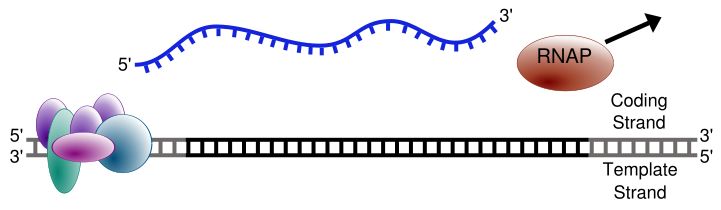 3'
5'
RNAP
Coding
Strand
5'
3'
3'
5'
Template
Strand